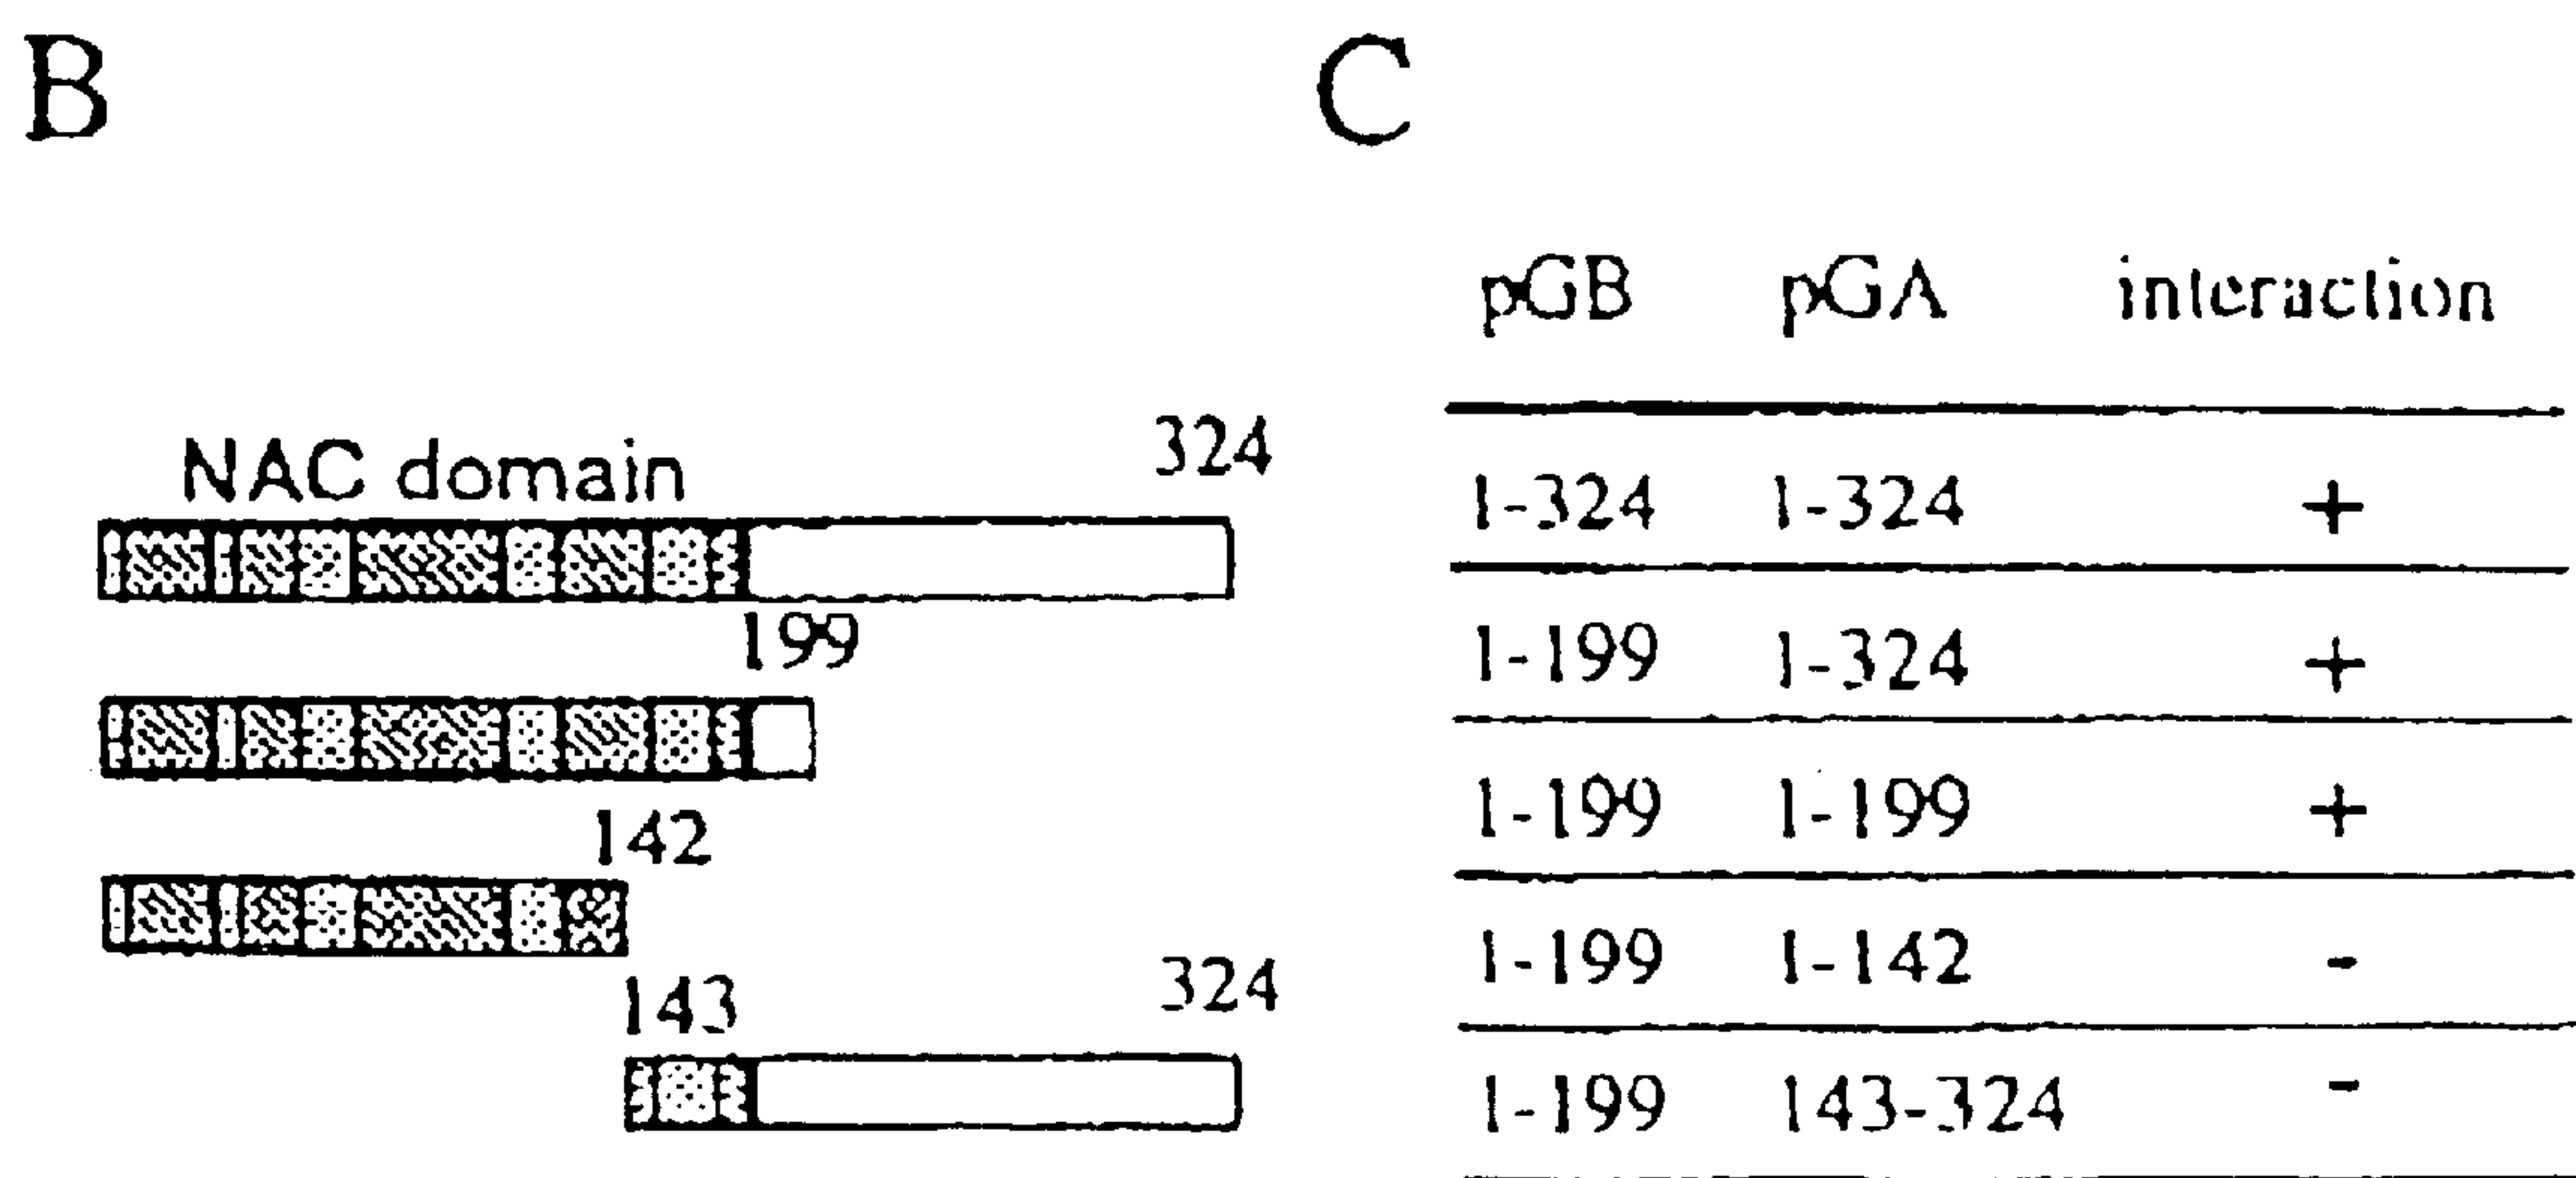 B
NAC domain
324
199
142
143
324
C
pGB pGA interaction
1-324 1-324 +
1-199 1-324 +
1-199 1-199 +
1-199 1-142 -
1-199 143-324 -